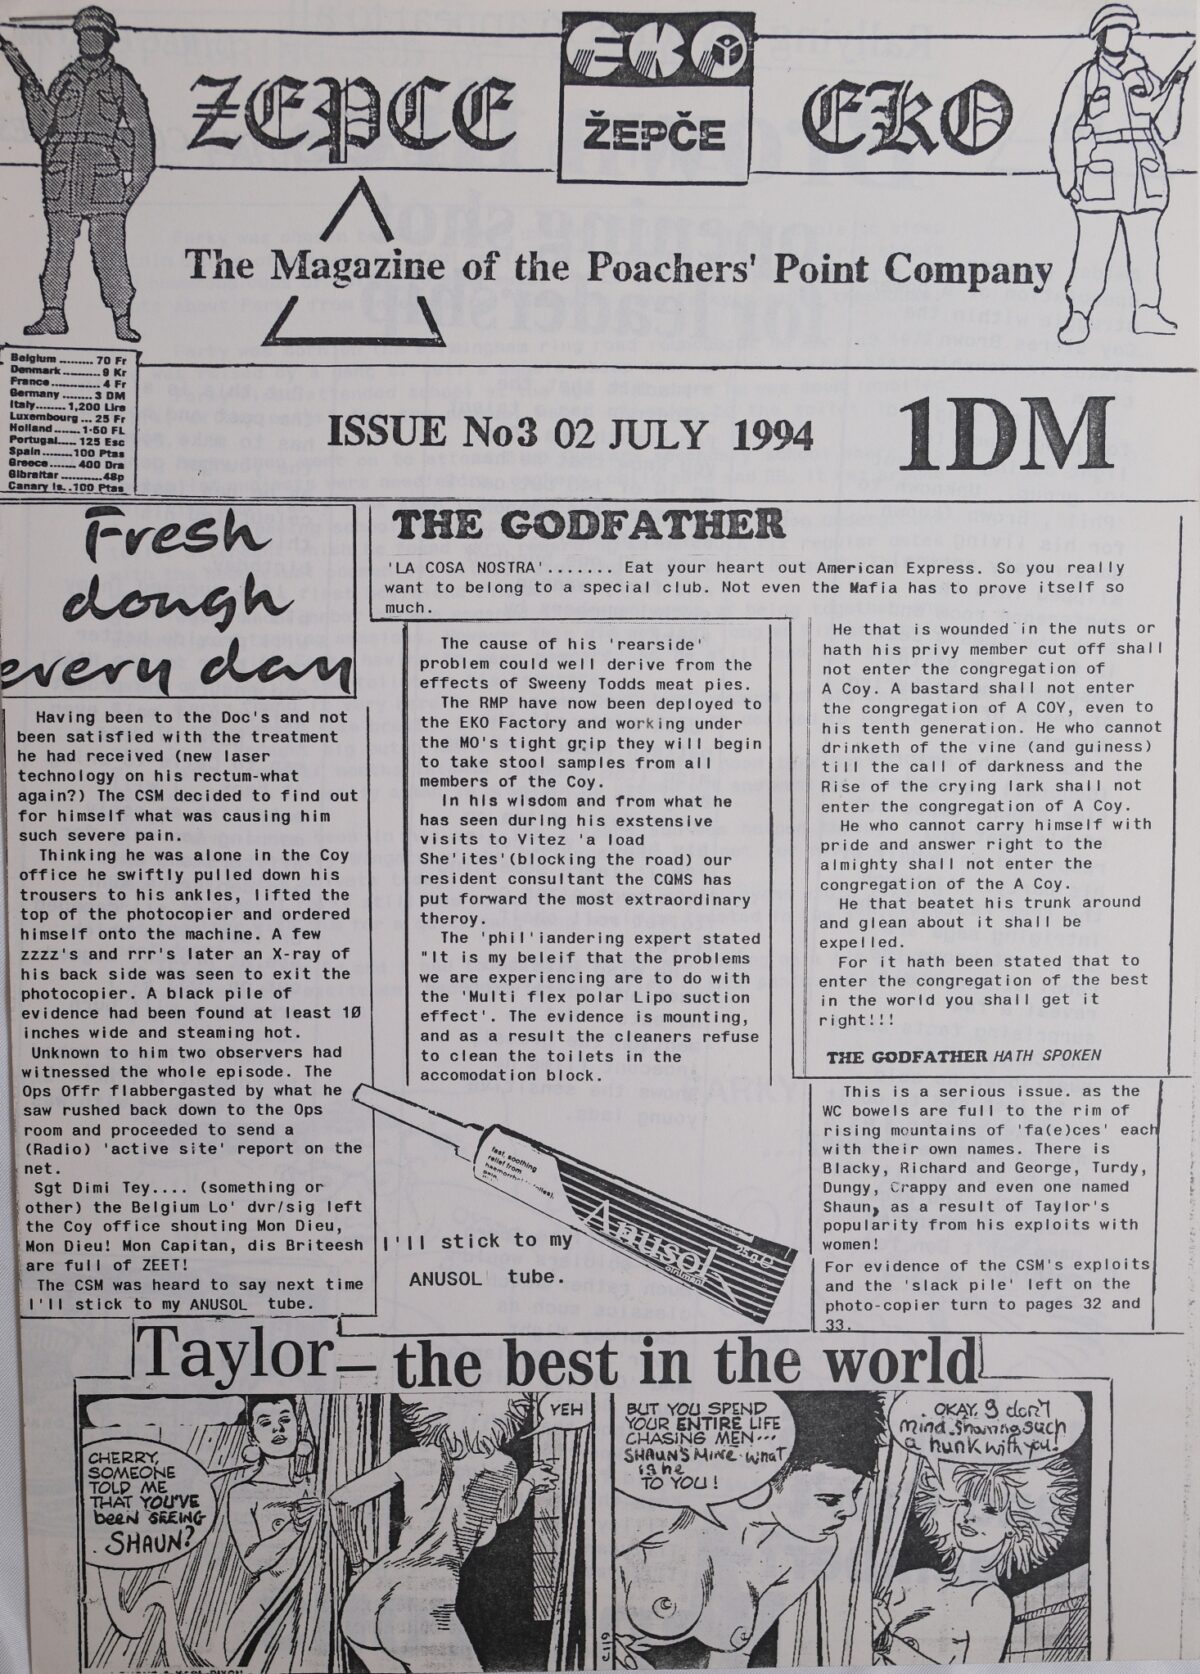 ZEPCE
EKO
ŽEPČE
EKO
The Magazine of the Poachers' Point Company
Belgium ......... 70 Fr
Denmark ......... 9 Kr
France ............. 4 Fr
Germany ........ 3 DM
Italy ....... 1,200 Lire
Luxembourg ... 25 Fr
Holland ...... 1·50 FL
Portugal..... 125 Esc
Spain ..... 100 Ptas
Greece ...... 400 Dra
Gibraltar .......... 48p
Canary Is. .100 Ptas
ISSUE No3 02 JULY 1994
1DM
Fresh
dough
every day
Having been to the Doc's and not
been satisfied with the treatment
he had received (new laser
technology on his rectum-what
again?) The CSM decided to find out
for himself what was causing him
such severe pain.
Thinking he was alone in the Coy
office he swiftly pulled down his
trousers to his ankles, lifted the
top of the photocopier and ordered
himself onto the machine. A few
zzzz's and rrr's later an X-ray of
his back side was seen to exit the
photocopier. A black pile of
evidence had been found at least 10
inches wide and steaming hot.
Unknown to him two observers had
witnessed the whole episode. The
Ops Offr flabbergasted by what he
saw rushed back down to the Ops
room and proceeded to send a
(Radio) 'active site' report on the
net.
Sgt Dimi Tey.... (something or
other) the Belgium Lo' dvr/sig left
the Coy office shouting Mon Dieu,
Mon Dieu! Mon Capitan, dis Briteesh
are full of ZEET!
The CSM was heard to say next time
I'll stick to my ANUSOL tube.
THE GODFATHER
'LA COSA NOSTRA'....... Eat your heart out American Express. So you really
want to belong to a special club. Not even the Mafia has to prove itself so
much.
The cause of his 'rearside'
problem could well derive from the
effects of Sweeny Todds meat pies.
The RMP have now been deployed to
the EKO Factory and working under
the MO's tight grip they will begin
to take stool samples from all
members of the Coy.
In his wisdom and from what he
has seen during his exstensive
visits to Vitez 'a load
She'ites'(blocking the road) our
resident consultant the CQMS has
put forward the most extraordinary
theroy.
The 'phil'iandering expert stated
"It is my beleif that the problems
we are experiencing are to do with
the 'Multi flex polar Lipo suction
effect'. The evidence is mounting,
and as a result the cleaners refuse
to clean the toilets in the
accomodation block.
fast, soothing
relief from
Anusol
ointment
25 g e
I'll stick to my
ANUSOL tube.
He that is wounded in the nuts or
hath his privy member cut off shall
not enter the congregation of
A Coy. A bastard shall not enter
the congregation of A COY, even to
his tenth generation. He who cannot
drinketh of the vine (and guiness)
till the call of darkness and the
Rise of the crying lark shall not
enter the congregation of A Coy.
He who cannot carry himself with
pride and answer right to the
almighty shall not enter the
congregation of the A Coy.
He that beatet his trunk around
and glean about it shall be
expelled.
For it hath been stated that to
enter the congregation of the best
in the world you shall get it
right!!!
THE GODFATHER HATH SPOKEN
This is a serious issue. as the
WC bowels are full to the rim of
rising mountains of 'fa(e)ces' each
with their own names. There is
Blacky, Richard and George, Turdy,
Dungy, Crappy and even one named
Shaun, as a result of Taylor's
popularity from his exploits with
women!
For evidence of the CSM's exploits
and the 'slack pile' left on the
photo-copier turn to pages 32 and
33.
Taylor – the best in the world
CHERRY,
SOMEONE
TOLD ME
THAT YOU'VE
been SEEING
SHAUN?
YEH
BUT YOU SPEND
YOUR ENTIRE LIFE
CHASING MEN...
SHAUN'S MINE what
is he
TO YOU!
OKAY. I don't
mind. sharing such
a hunk with you!
C119